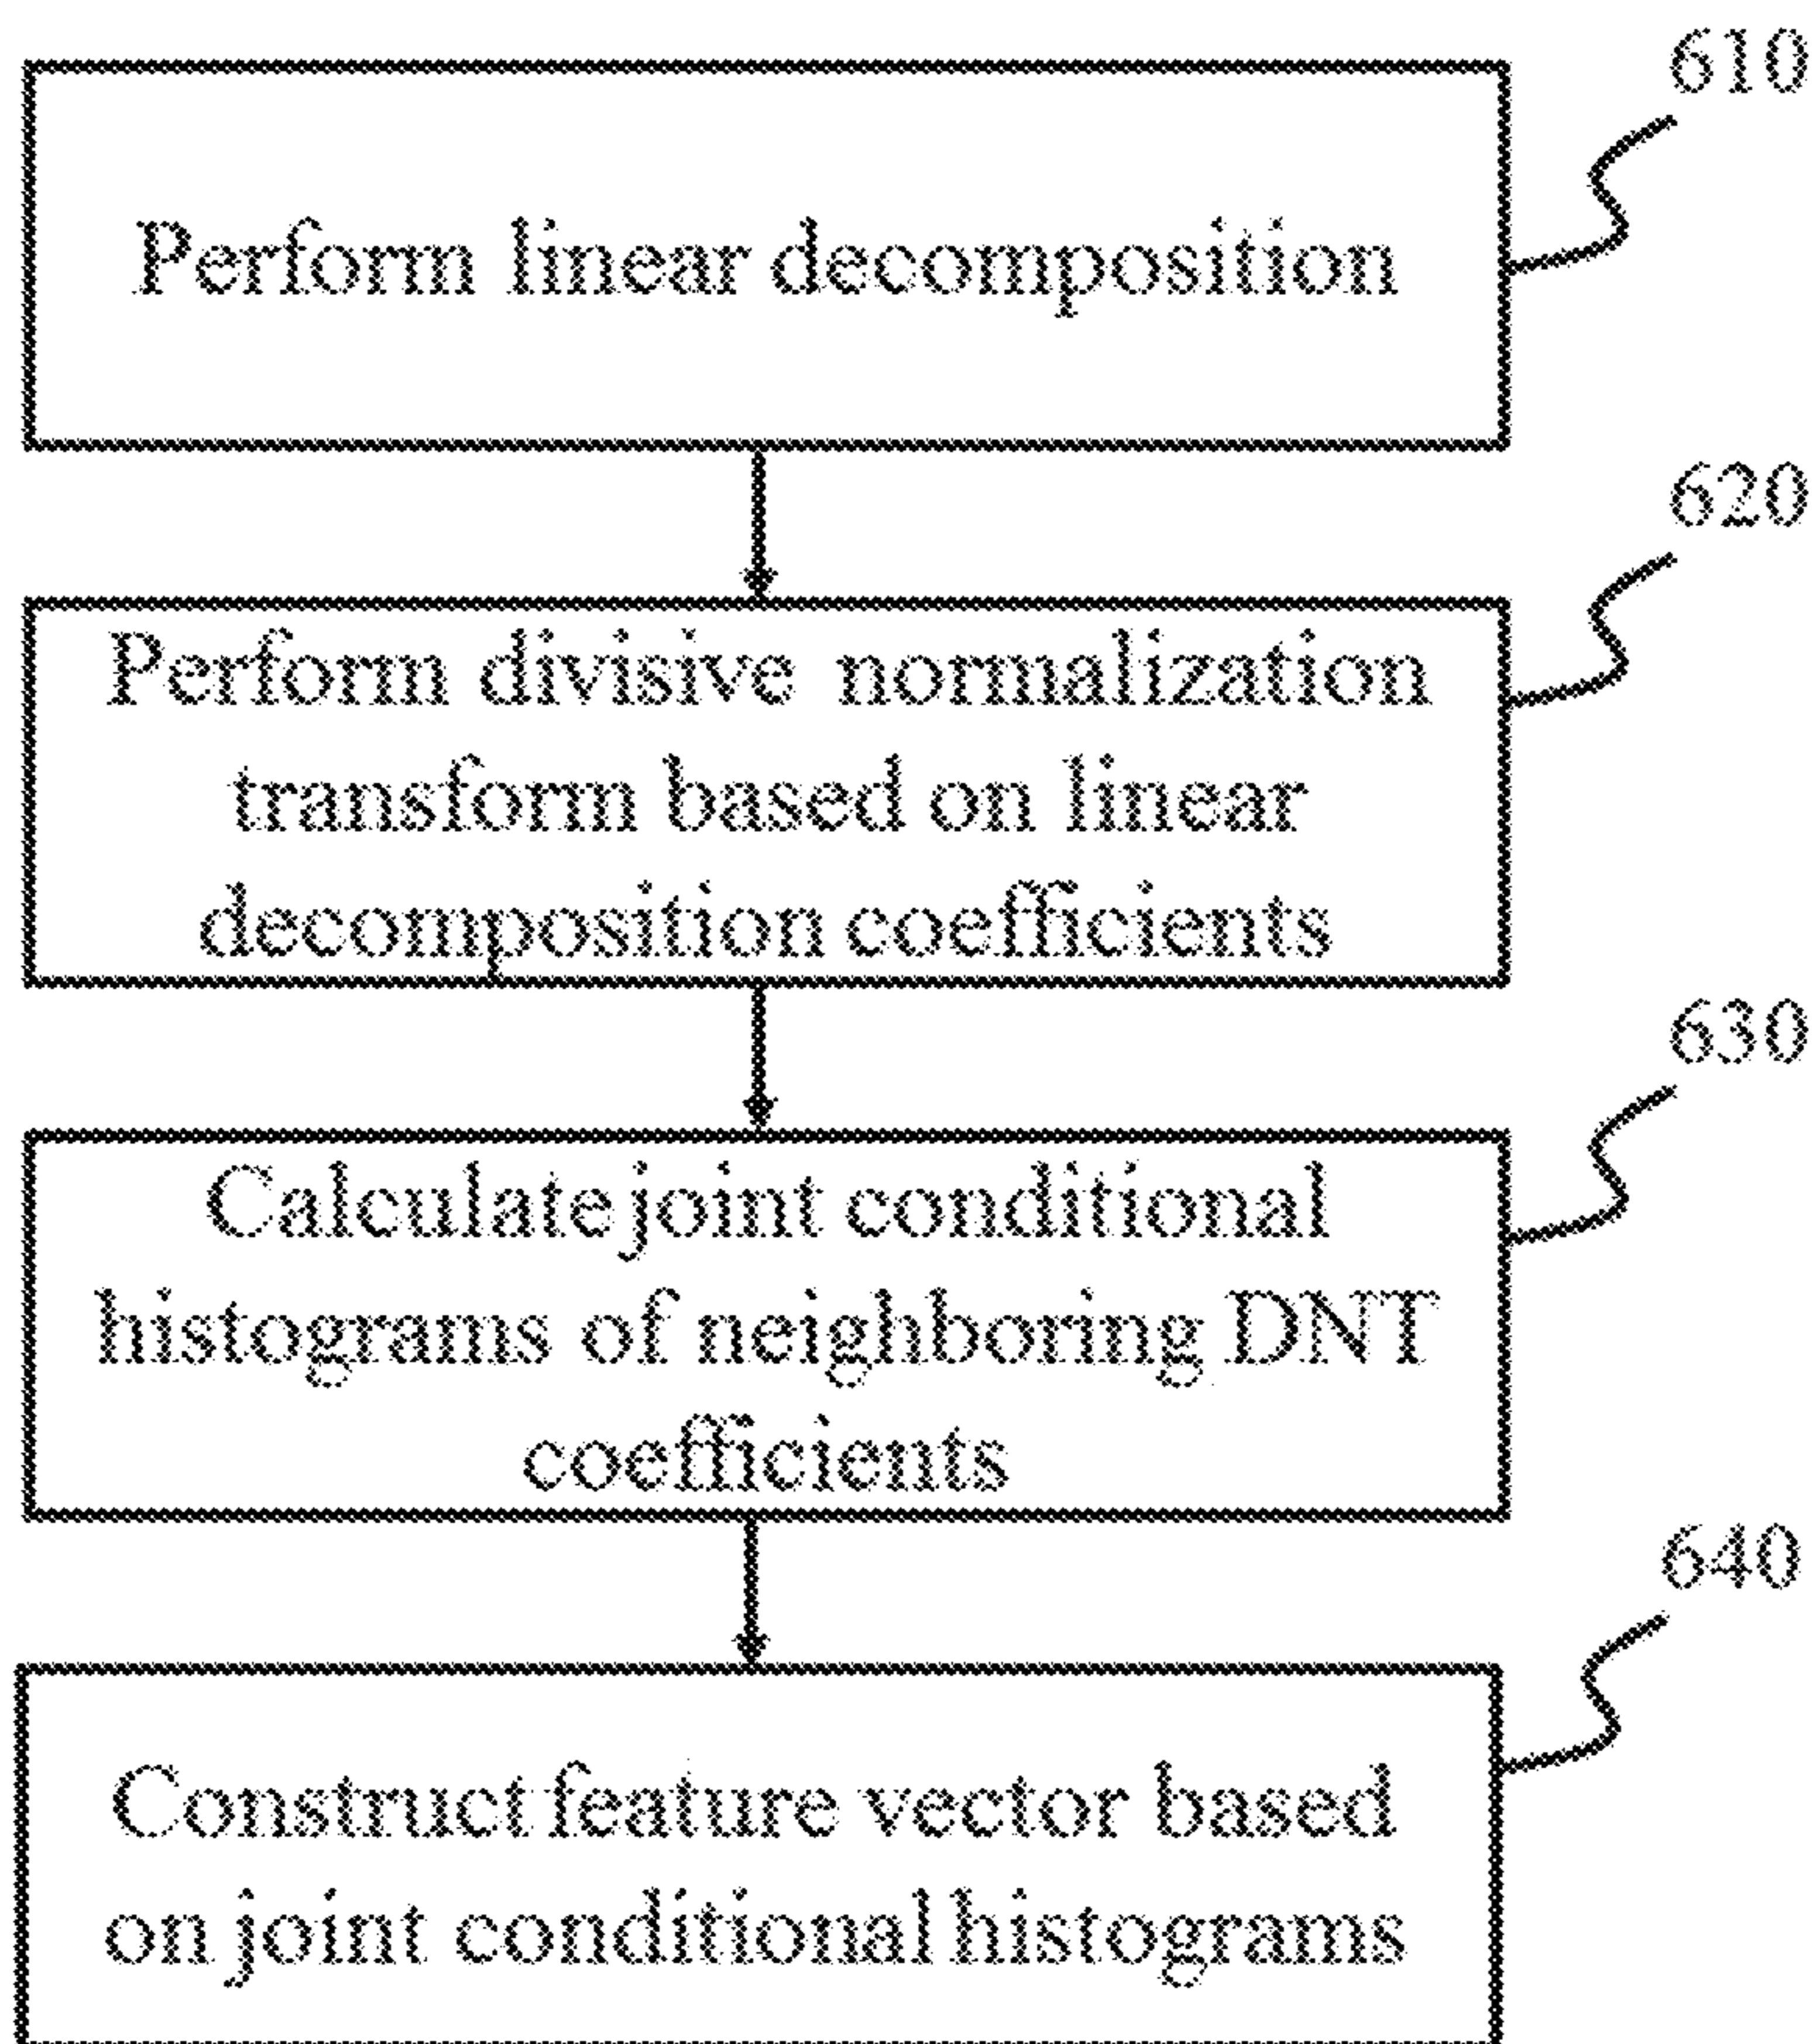 610
Perform linear decomposition
620
Perform divisive normalization
transform based on linear
decomposition coefficients
630
Calculate joint conditional
histograms of neighboring DNT
coefficients
640
Construct feature vector based
on joint conditional histograms